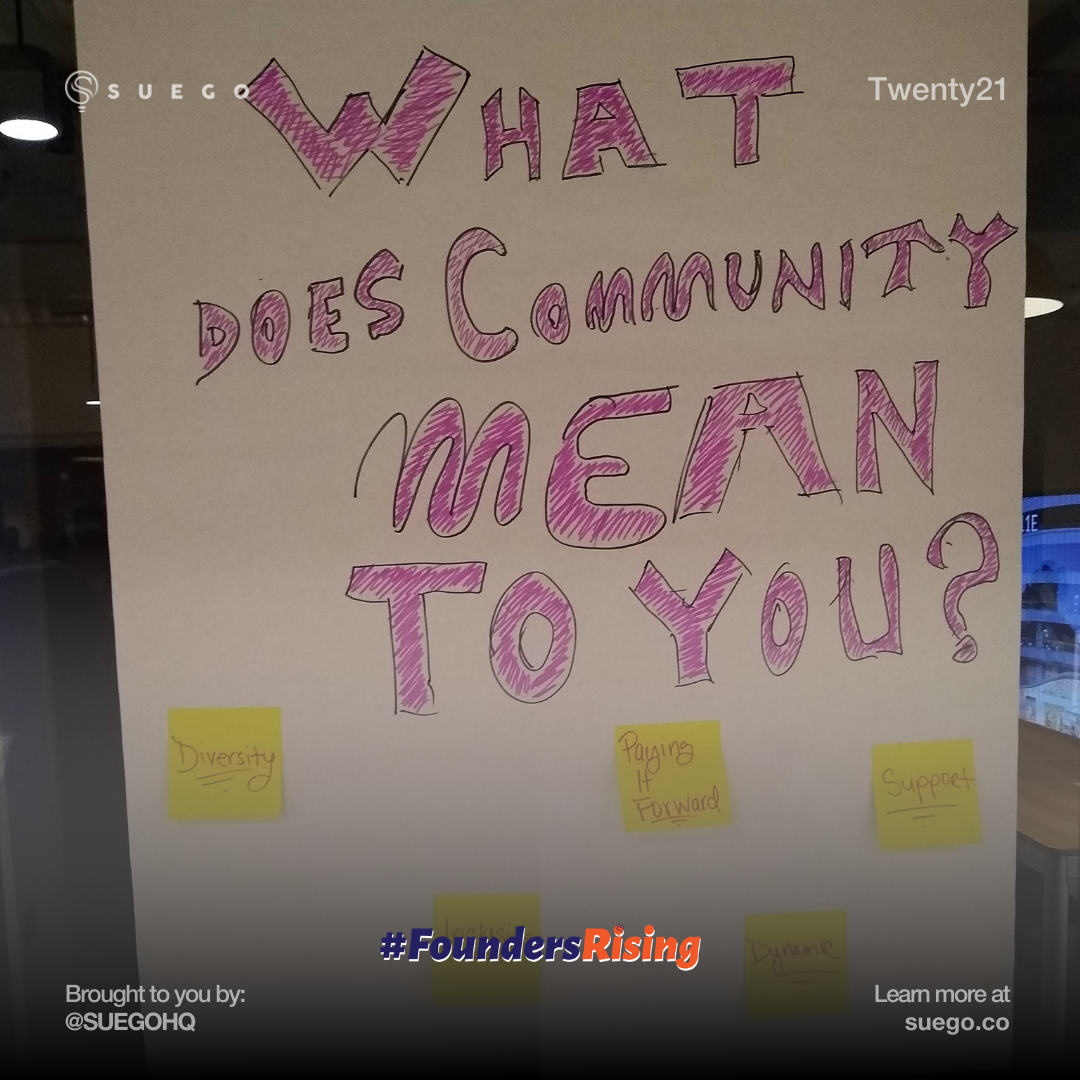 SUEGO
Twenty21
WHAT
DOES COMMUNITY
MEAN
TO YOU?
Diversity
Paying
It
Forward
Support
Dynamic
#FoundersRising
Brought to you by:
@SUEGOHQ
Learn more at
suego.co